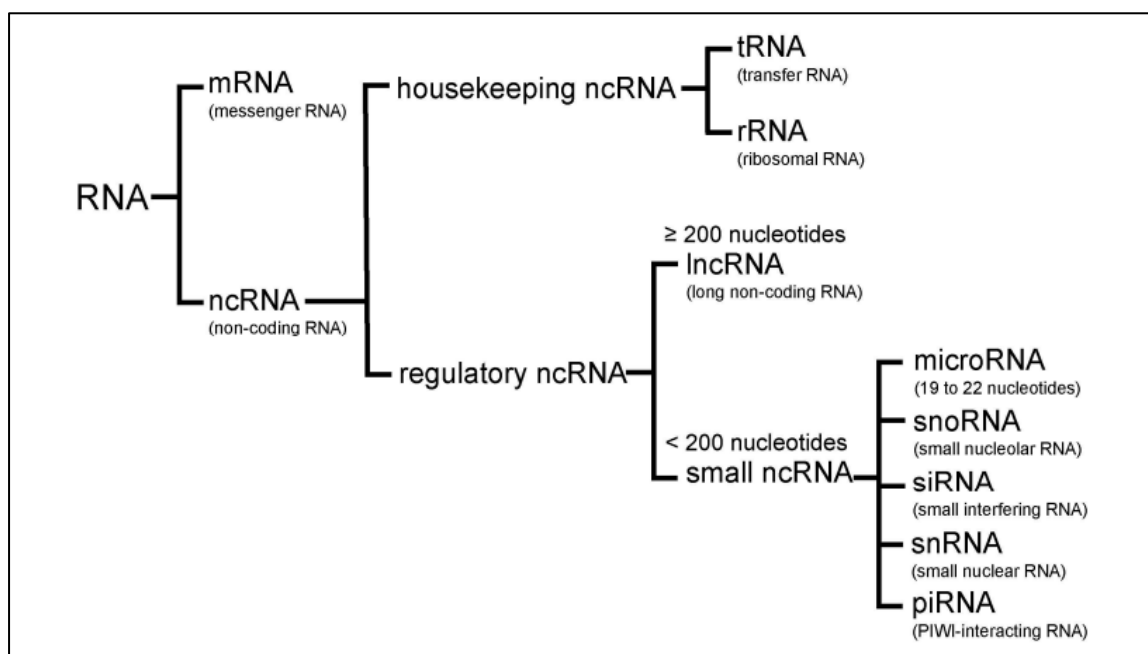 RNA
mRNA
(messenger RNA)
ncRNA
(non-coding RNA)
housekeeping ncRNA
tRNA
(transfer RNA)
rRNA
(ribosomal RNA)
regulatory ncRNA
≥ 200 nucleotides
lncRNA
(long non-coding RNA)
< 200 nucleotides
small ncRNA
microRNA
(19 to 22 nucleotides)
snoRNA
(small nucleolar RNA)
siRNA
(small interfering RNA)
snRNA
(small nuclear RNA)
piRNA
(PIWI-interacting RNA)